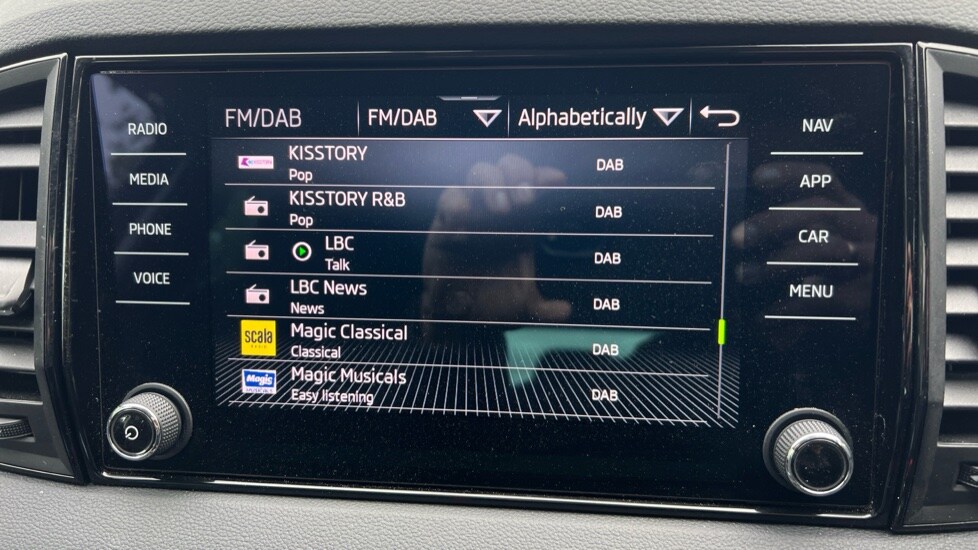 FM/DAB FM/DAB Alphabetically
RADIO
MEDIA
PHONE
VOICE
KISSTORY
Pop
DAB
KISSTORY R&B
Pop
DAB
LBC
Talk
DAB
LBC News
News
DAB
scala
RADIO
Magic Classical
Classical
DAB
Magic
Magic Musicals
Easy listening
DAB
NAV
APP
CAR
MENU